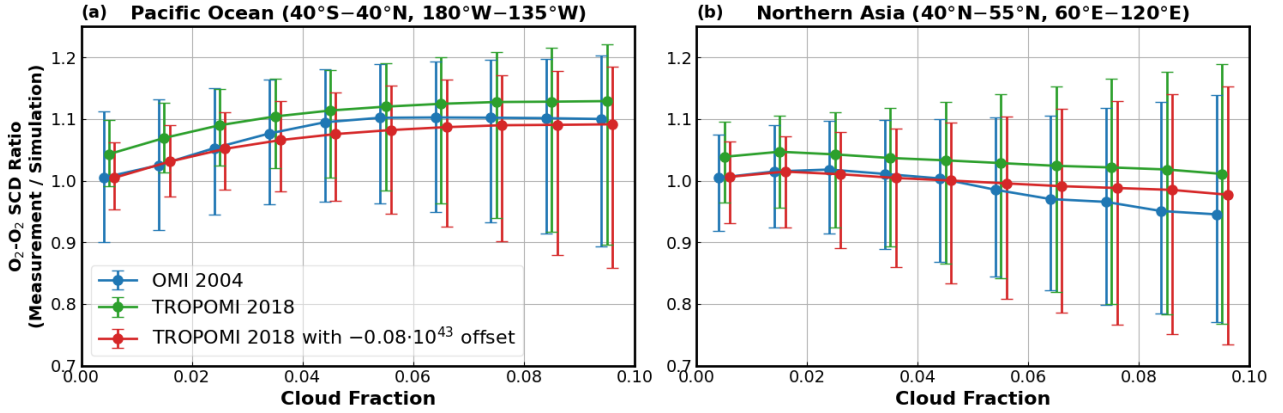 (a) Pacific Ocean (40°S−40°N, 180°W−135°W)
O₂-O₂ SCD Ratio
(Measurement / Simulation)
1.2
1.1
1.0
0.9
0.8
0.7
OMI 2004
TROPOMI 2018
TROPOMI 2018 with −0.08·10⁴³ offset
0.00 0.02 0.04 0.06 0.08 0.10
Cloud Fraction
(b) Northern Asia (40°N−55°N, 60°E−120°E)
1.2
1.1
1.0
0.9
0.8
0.7
0.00 0.02 0.04 0.06 0.08 0.10
Cloud Fraction